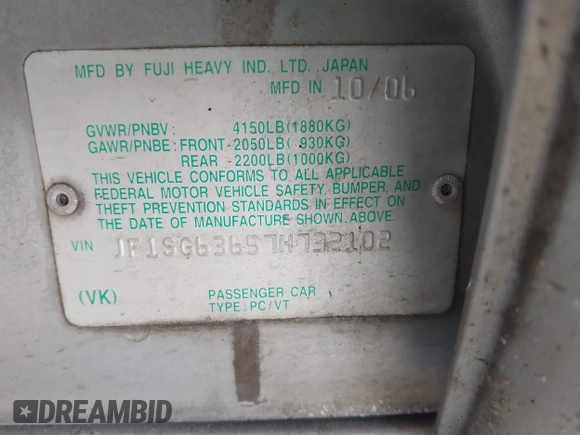 MFD BY FUJI HEAVY IND. LTD. JAPAN
MFD IN 10/06
GVWR/PNBV: 4150LB(1880KG)
GAWR/PNBE: FRONT-2050LB( 930KG)
REAR -2200LB(1000KG)
THIS VEHICLE CONFORMS TO ALL APPLICABLE
FEDERAL MOTOR VEHICLE SAFETY, BUMPER, AND
THEFT PREVENTION STANDARDS IN EFFECT ON
THE DATE OF MANUFACTURE SHOWN ABOVE.
VIN JF1SG63657H732102
(VK) PASSENGER CAR
TYPE: PC/VT
DREAMBID